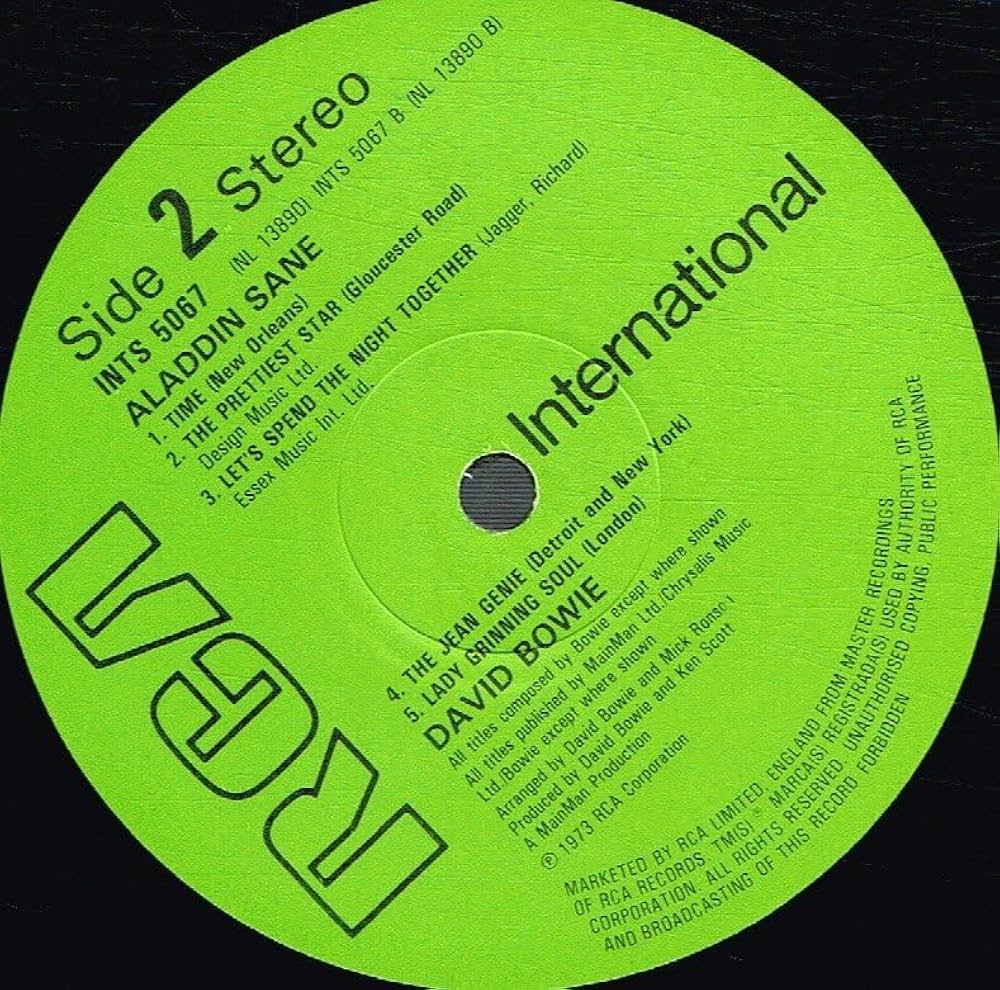 Side 2 Stereo
INTS 5067 (NL 13890) INTS 5067 B (NL 13890 B)
ALADDIN SANE
1. TIME (New Orleans)
2. THE PRETTIEST STAR (Gloucester Road)
Design Music Ltd.
3. LET'S SPEND THE NIGHT TOGETHER (Jagger, Richard)
Essex Music Int. Ltd.
RCA International
4. THE JEAN GENIE (Detroit and New York)
5. LADY GRINNING SOUL (London)
DAVID BOWIE
All titles composed by Bowie except where shown
All titles published by MainMan Ltd./Chrysalis Music
Ltd./Bowie except where shown
Arranged by David Bowie and Mick Ronson
Produced by David Bowie and Ken Scott
A MainMan Production
℗ 1973 RCA Corporation
MARKETED BY RCA LIMITED, ENGLAND FROM MASTER RECORDINGS
OF RCA RECORDS. TM(S) ® MARCA(S) REGISTRADA(S) USED BY AUTHORITY OF RCA
CORPORATION. ALL RIGHTS RESERVED. UNAUTHORISED COPYING, PUBLIC PERFORMANCE
AND BROADCASTING OF THIS RECORD FORBIDDEN